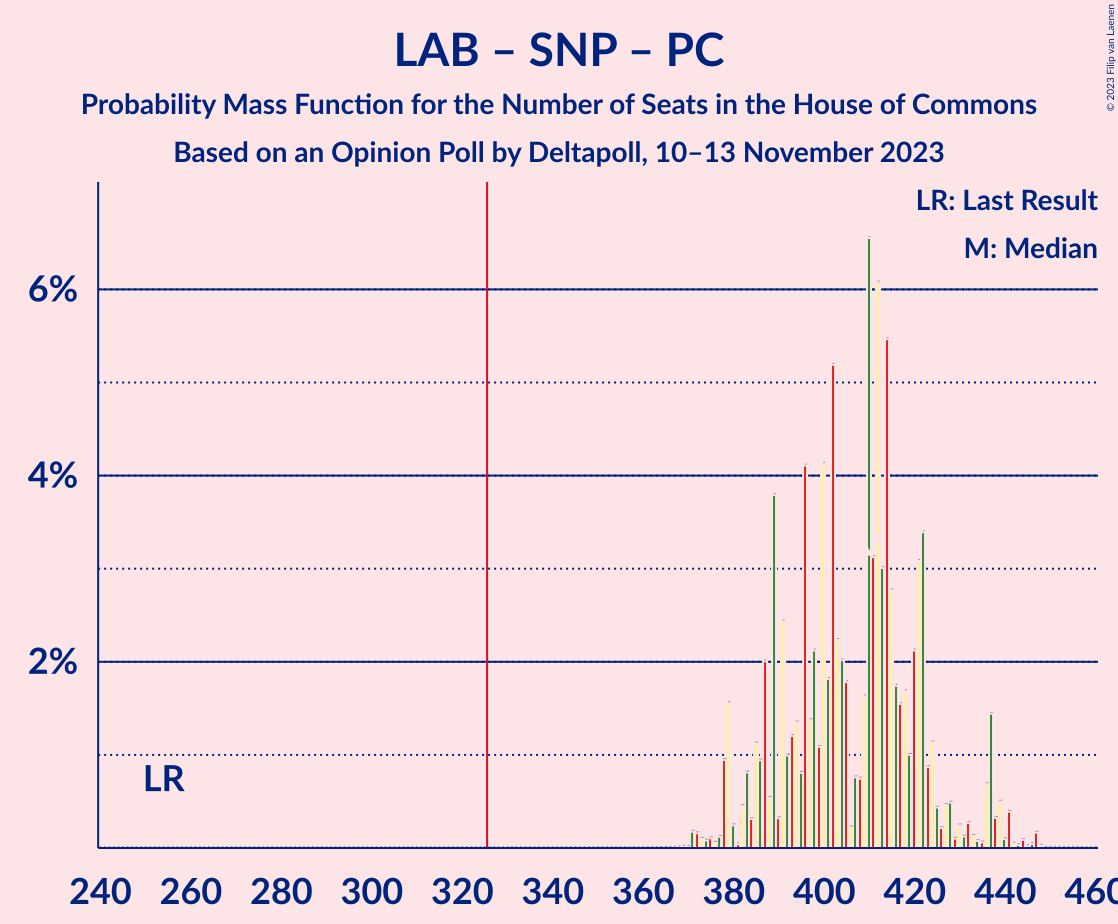 LAB – SNP – PC
Probability Mass Function for the Number of Seats in the House of Commons
Based on an Opinion Poll by Deltapoll, 10–13 November 2023
© 2023 Filip van Laenen
LR: Last Result
M: Median
6%
4%
2%
LR
240 260 280 300 320 340 360 380 400 420 440 460